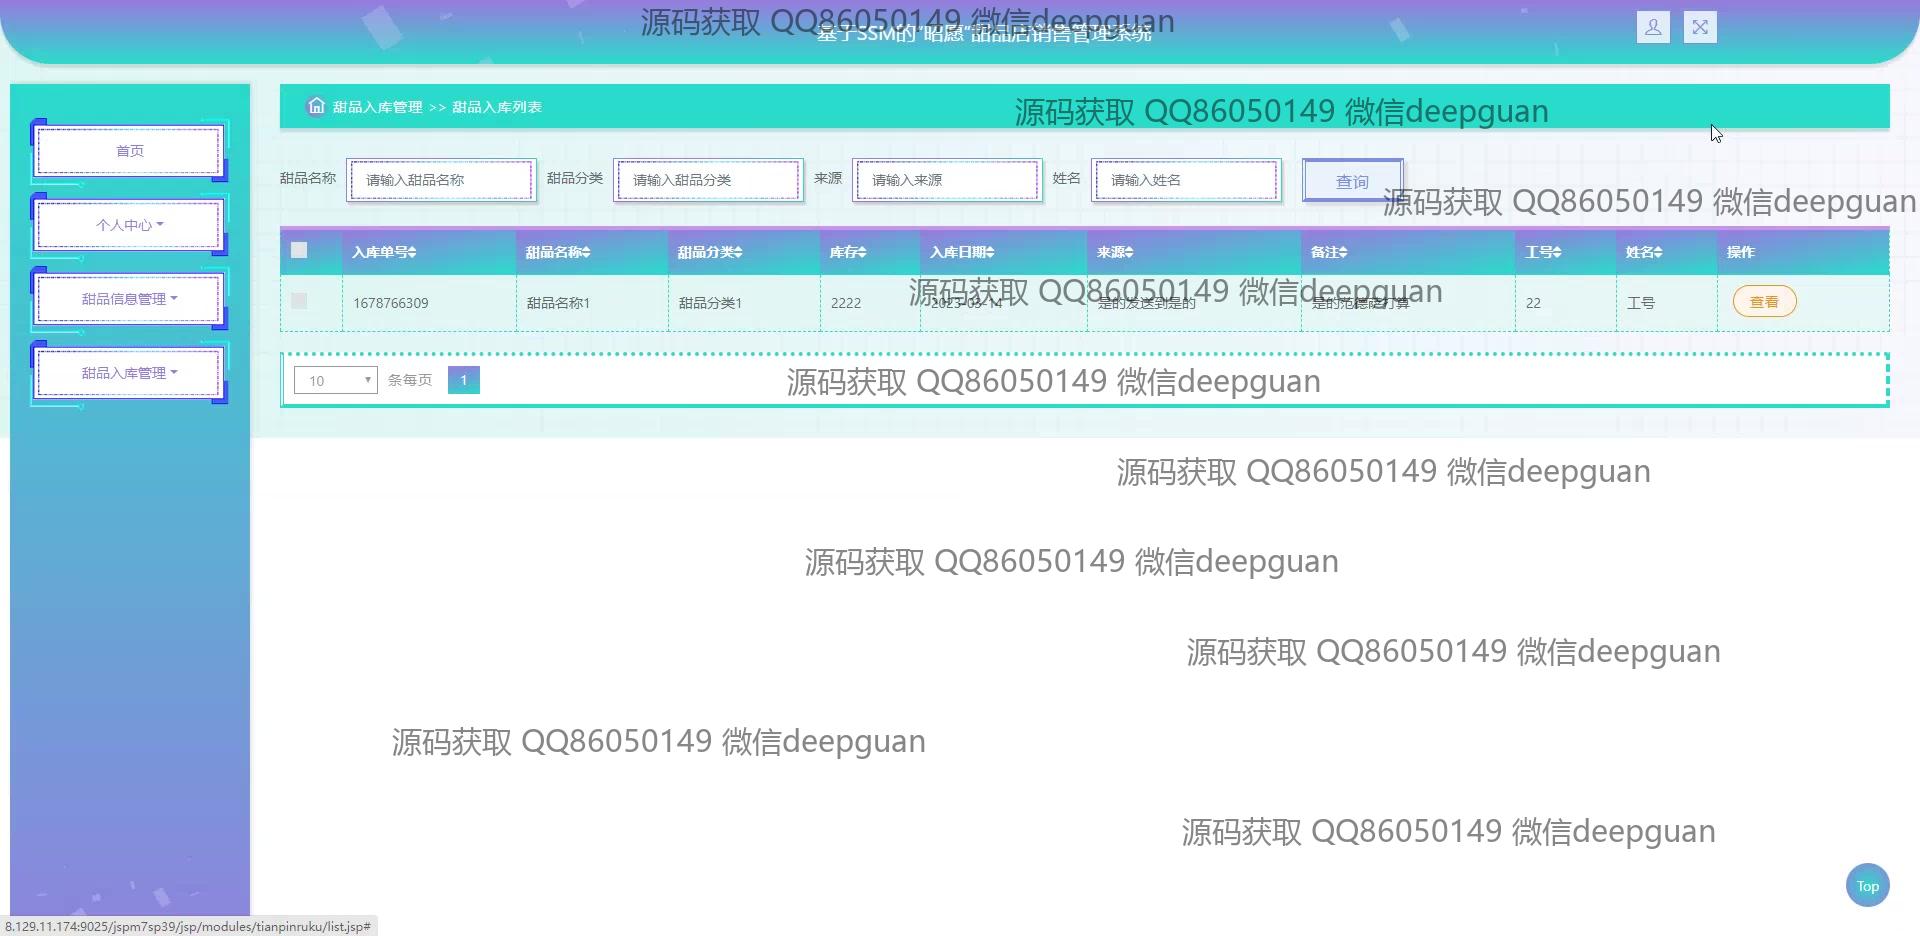 源码获取 QQ86050149 微信deepguan
基于SSM的“昭愿”甜品店销售管理系统
首页
个人中心
甜品信息管理
甜品入库管理
甜品入库管理 >> 甜品入库列表
源码获取 QQ86050149 微信deepguan
甜品名称 请输入甜品名称 甜品分类 请输入甜品分类 来源 请输入来源 姓名 请输入姓名 查询
源码获取 QQ86050149 微信deepguan
入库单号 甜品名称 甜品分类 库存 入库日期 来源 备注 工号 姓名 操作
1678766309 甜品名称1 甜品分类1 2222 2023-03-14 是的发送到是的 是的范德萨打算 22 工号 查看
源码获取 QQ86050149 微信deepguan
10 条每页 1
源码获取 QQ86050149 微信deepguan
源码获取 QQ86050149 微信deepguan
源码获取 QQ86050149 微信deepguan
源码获取 QQ86050149 微信deepguan
源码获取 QQ86050149 微信deepguan
源码获取 QQ86050149 微信deepguan
Top
8.129.11.174:9025/jspm7sp39/jsp/modules/tianpinruku/list.jsp#